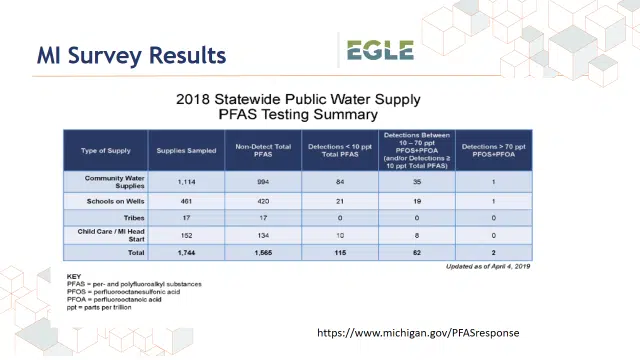 MI Survey Results
EGLE
2018 Statewide Public Water Supply
PFAS Testing Summary
Type of Supply Supplies Sampled Non-Detect Total PFAS Detections < 10 ppt Total PFAS Detections Between 10 – 70 ppt PFOS+PFOA (and/or Detections ≥ 10 ppt Total PFAS) Detections > 70 ppt PFOS+PFOA
Community Water Supplies 1,114 994 84 35 1
Schools on Wells 461 420 21 19 1
Tribes 17 17 0 0 0
Child Care / MI Head Start 152 134 10 8 0
Total 1,744 1,565 115 62 2
Updated as of April 4, 2019
KEY
PFAS = per- and polyfluoroalkyl substances
PFOS = perfluorooctanesulfonic acid
PFOA = perfluorooctanoic acid
ppt = parts per trillion
https://www.michigan.gov/PFASresponse